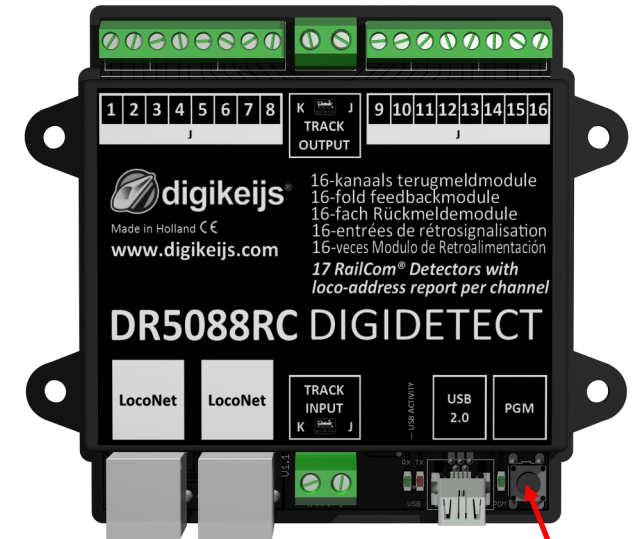 1 2 3 4 5 6 7 8
J
K J
TRACK
OUTPUT
9 10 11 12 13 14 15 16
J
digikeijs®
Made in Holland CE
www.digikeijs.com
16-kanaals terugmeldmodule
16-fold feedbackmodule
16-fach Rückmeldemodule
16-entrées de rétrosignalisation
16-veces Modulo de Retroalimentación
17 RailCom® Detectors with
loco-address report per channel
DR5088RC DIGIDETECT
LocoNet
LocoNet
TRACK
INPUT
K J
— USB ACTIVITY
USB
2.0
PGM
V1.1
RX TX
USB
PGM